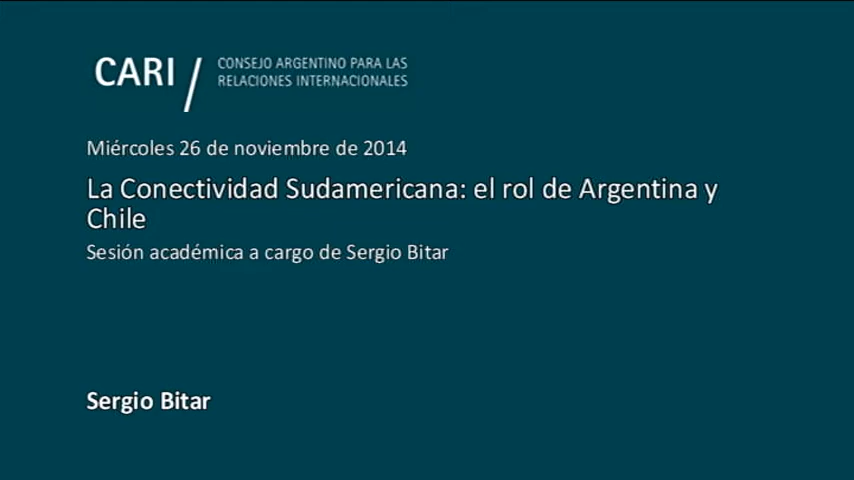 CARI / CONSEJO ARGENTINO PARA LAS
RELACIONES INTERNACIONALES
Miércoles 26 de noviembre de 2014
La Conectividad Sudamericana: el rol de Argentina y
Chile
Sesión académica a cargo de Sergio Bitar
Sergio Bitar